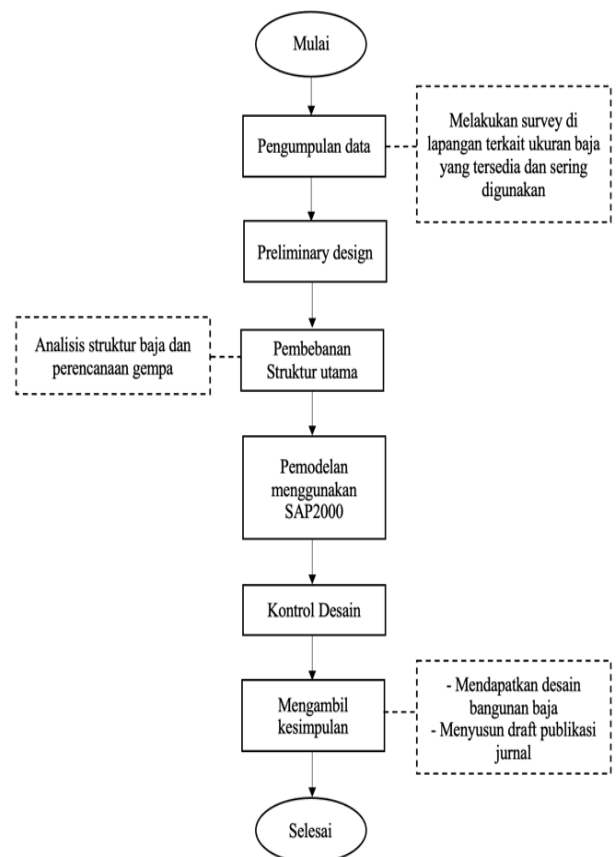 Mulai
Pengumpulan data
Melakukan survey di
lapangan terkait ukuran baja
yang tersedia dan sering
digunakan
Preliminary design
Analisis struktur baja dan
perencanaan gempa
Pembebanan
Struktur utama
Pemodelan
menggunakan
SAP2000
Kontrol Desain
Mengambil
kesimpulan
- Mendapatkan desain
bangunan baja
- Menyusun draft publikasi
jurnal
Selesai